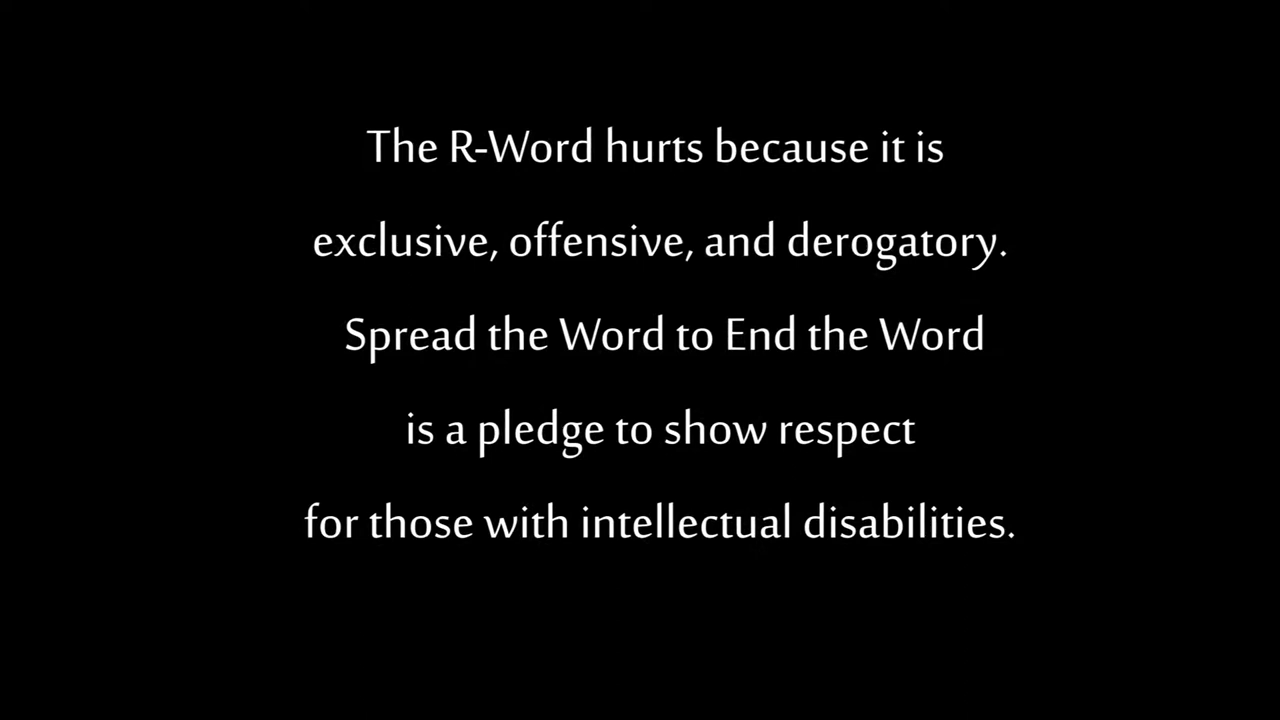 The R-Word hurts because it is
exclusive, offensive, and derogatory.
Spread the Word to End the Word
is a pledge to show respect
for those with intellectual disabilities.